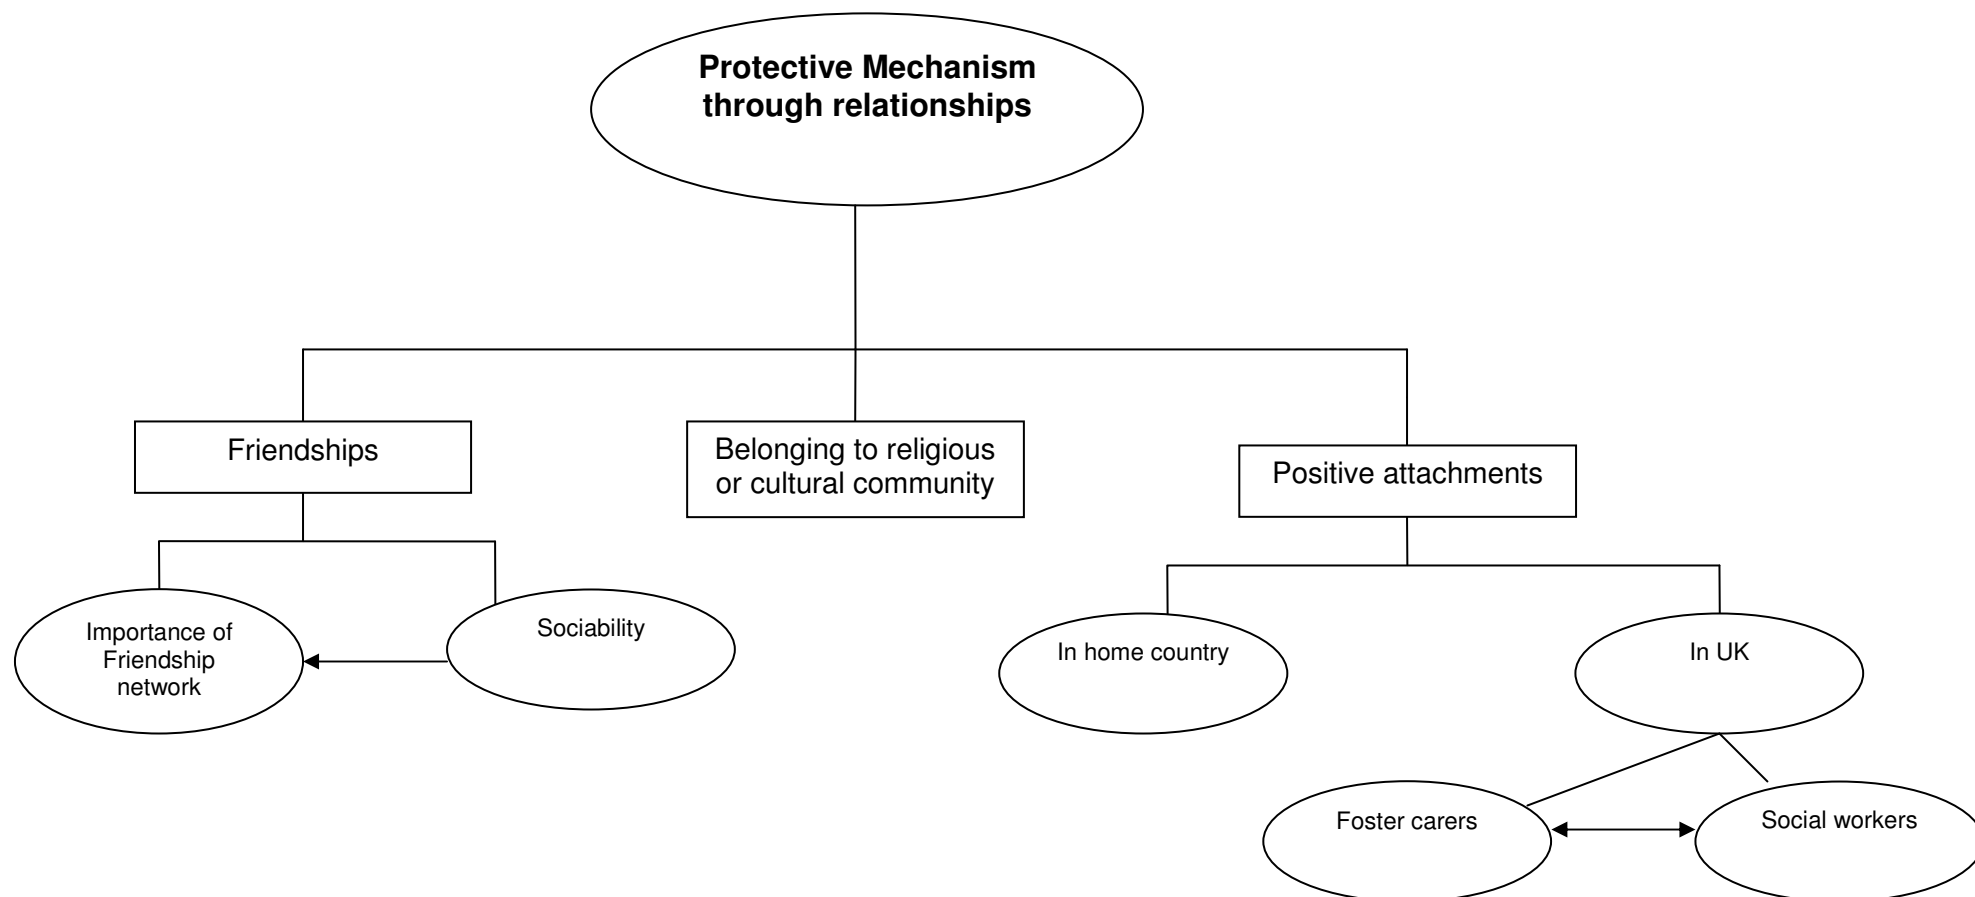 Protective Mechanism
through relationships
Friendships
Belonging to religious
or cultural community
Positive attachments
Importance of
Friendship
network
Sociability
In home country
In UK
Foster carers
Social workers